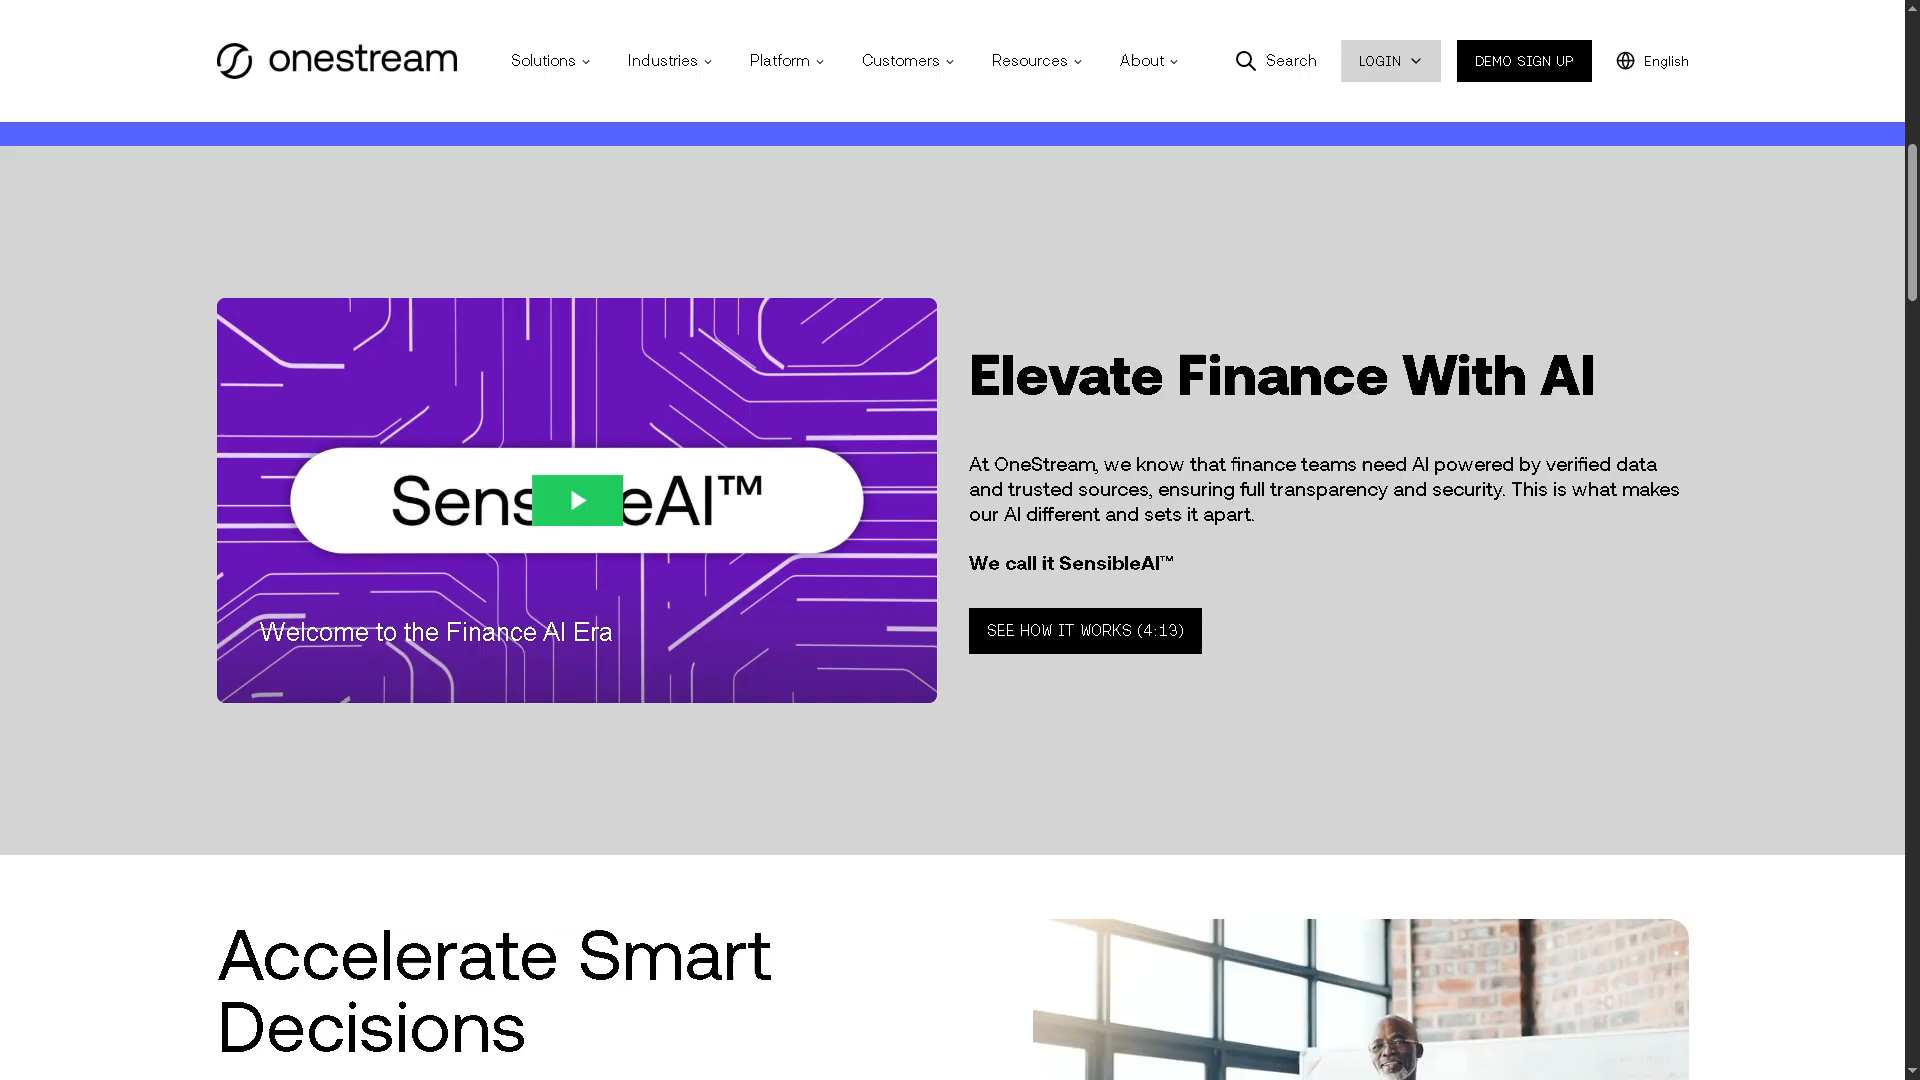 onestream
Solutions
Industries
Platform
Customers
Resources
About
Search
LOGIN
DEMO SIGN UP
English
Elevate Finance With AI
At OneStream, we know that finance teams need AI powered by verified data
and trusted sources, ensuring full transparency and security. This is what makes
our AI different and sets it apart.
We call it SensibleAI™
SEE HOW IT WORKS (4:13)
Welcome to the Finance AI Era
Accelerate Smart
Decisions